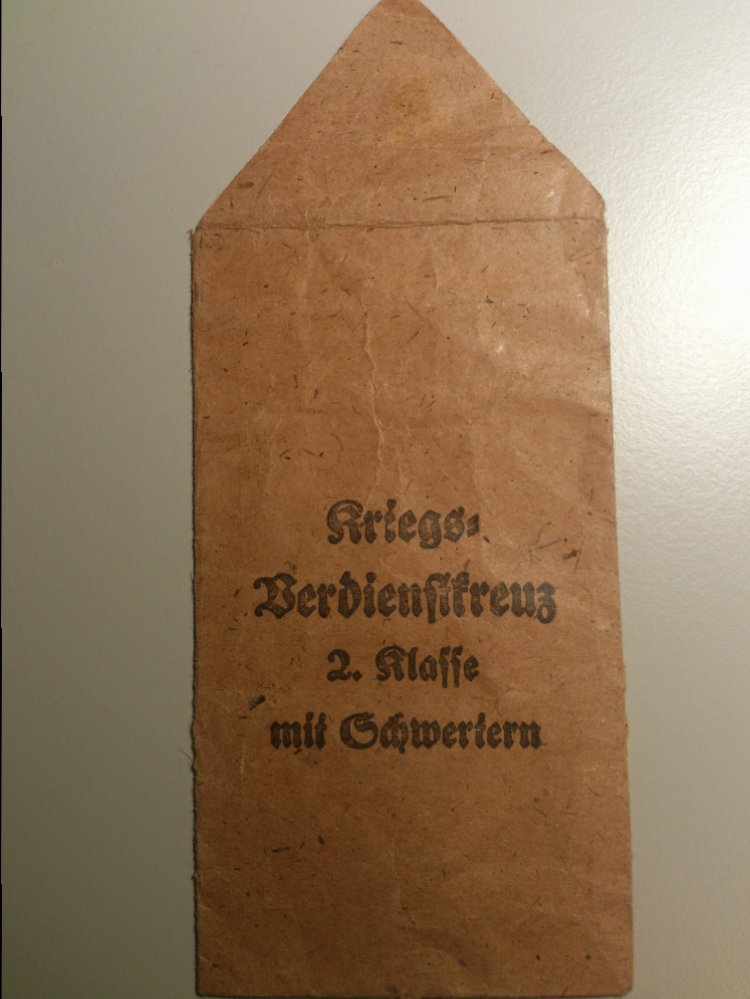 Kriegs-
Verdienstkreuz
2. Klasse
mit Schwertern